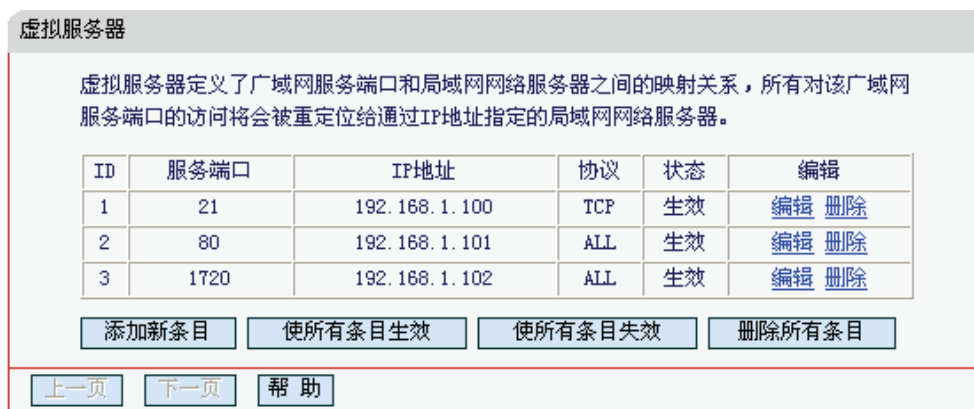 虚拟服务器
虚拟服务器定义了广域网服务端口和局域网网络服务器之间的映射关系，所有对该广域网
服务端口的访问将会被重定位给通过IP地址指定的局域网网络服务器。
ID 服务端口 IP地址 协议 状态 编辑
1 21 192.168.1.100 TCP 生效 编辑 删除
2 80 192.168.1.101 ALL 生效 编辑 删除
3 1720 192.168.1.102 ALL 生效 编辑 删除
添加新条目 使所有条目生效 使所有条目失效 删除所有条目
上一页 下一页 帮 助